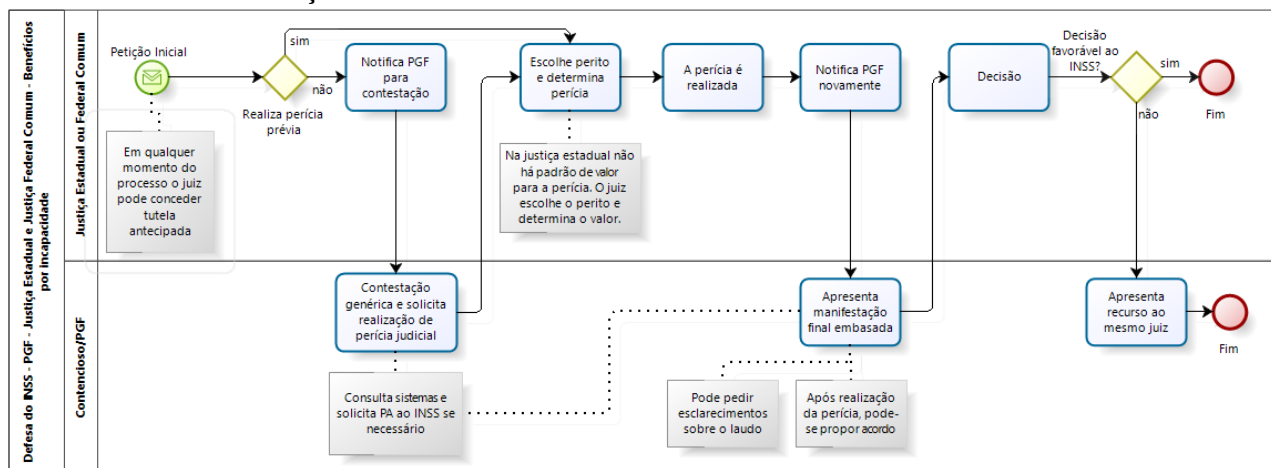 Defesa do INSS - PGF - Justiça Estadual e Justiça Federal Comum - Benefícios
por Incapacidade
Justiça Estadual ou Federal Comum
Petição Inicial
sim
não
Realiza perícia
prévia
Notifica PGF
para
contestação
Escolhe perito
e determina
perícia
A perícia é
realizada
Notifica PGF
novamente
Decisão
Decisão
favorável ao
INSS?
sim
não
Fim
Em qualquer
momento do
processo o juiz
pode conceder
tutela
antecipada
Na justiça estadual não
há padrão de valor
para a perícia. O juiz
escolhe o perito e
determina o valor.
Contencioso/PGF
Contestação
genérica e solicita
realização de
perícia judicial
Apresenta
manifestação
final embasada
Apresenta
recurso ao
mesmo juiz
Fim
Consulta sistemas e
solicita PA ao INSS se
necessário
Pode pedir
esclarecimentos
sobre o laudo
Após realização
da perícia, pode-
se propor acordo